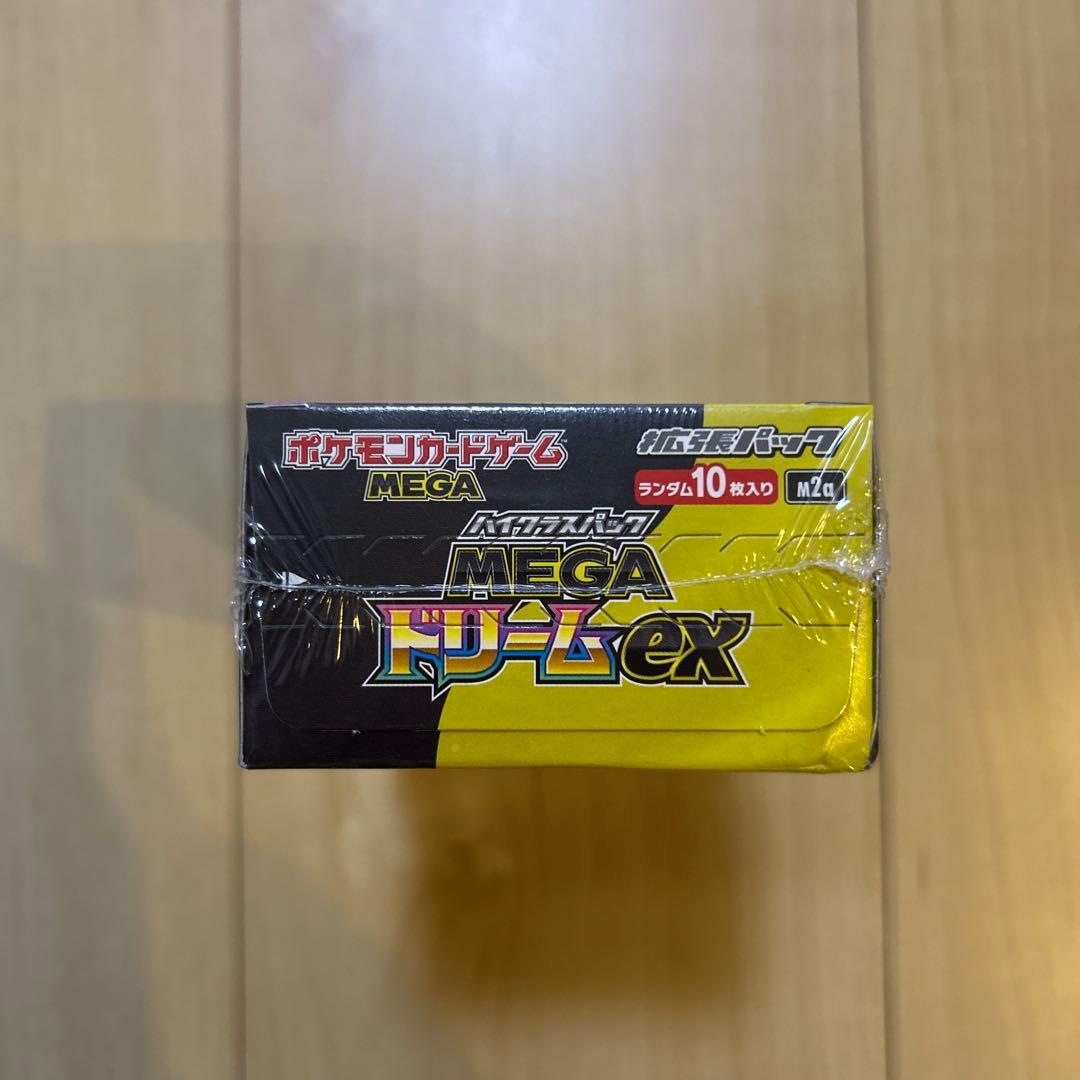 ポケモンカードゲーム™
MEGA
拡張パック
ランダム10枚入り M2a
ハイクラスパック
MEGA
ドリームex